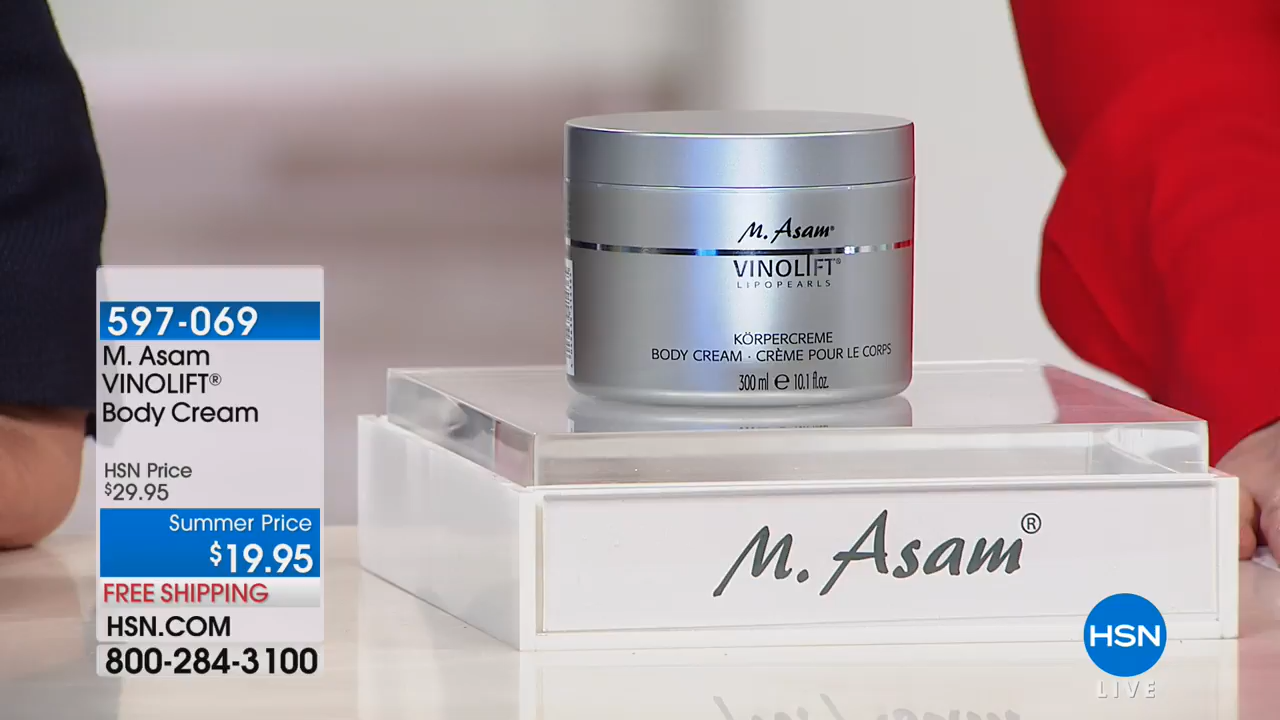 597-069
M. Asam
VINOLIFT®
Body Cream
HSN Price
$29.95
Summer Price
$19.95
FREE SHIPPING
HSN.COM
800-284-3100
M. Asam®
VINOLIFT®
LIPOPEARLS
KÖRPERCREME
BODY CREAM · CRÈME POUR LE CORPS
300 ml ℮ 10.1 fl.oz.
M. Asam®
HSN
LIVE